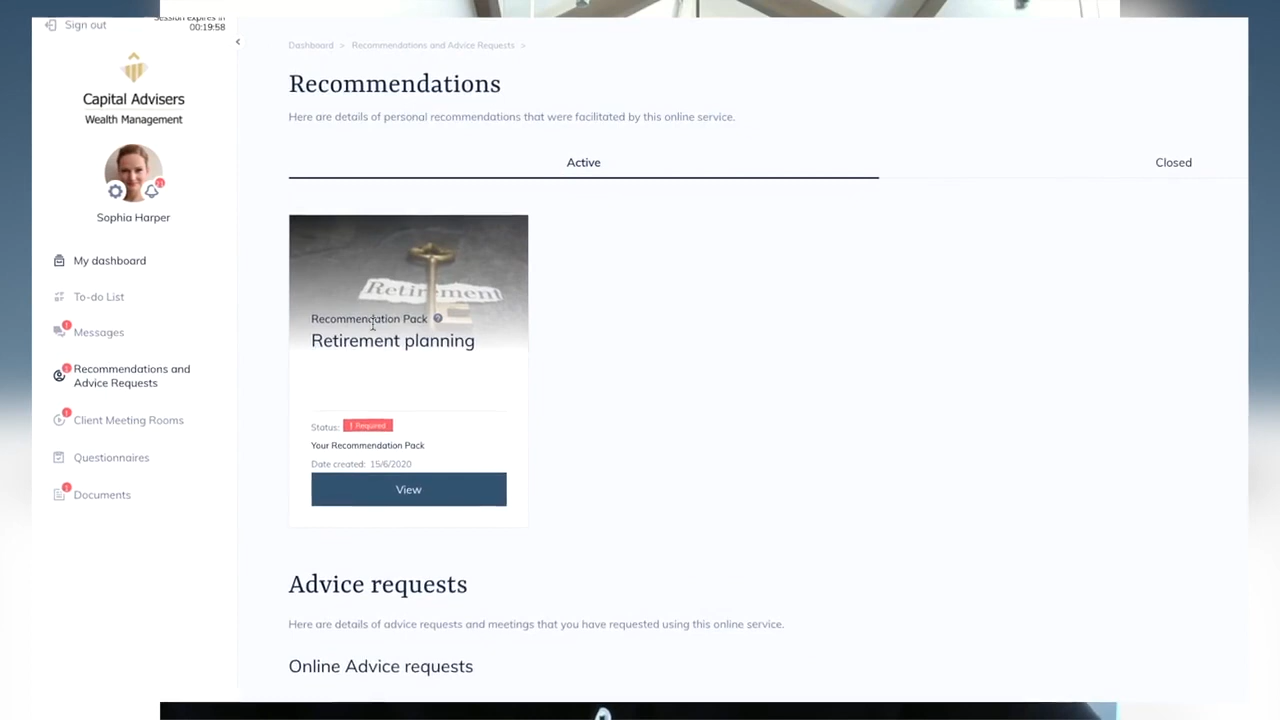 Sign out
Session expires in
00:19:58
Capital Advisers
Wealth Management
21
Sophia Harper
My dashboard
To-do List
Messages
Recommendations and
Advice Requests
Client Meeting Rooms
Questionnaires
Documents
Dashboard > Recommendations and Advice Requests >
Recommendations
Here are details of personal recommendations that were facilitated by this online service.
Active
Closed
Retirement
Recommendation Pack ?
Retirement planning
Status: ! Required
Your Recommendation Pack
Date created: 15/6/2020
View
Advice requests
Here are details of advice requests and meetings that you have requested using this online service.
Online Advice requests